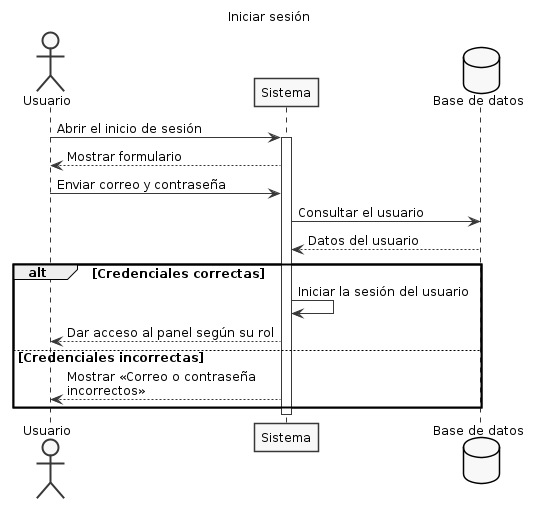 Iniciar sesión
Usuario
Sistema
Base de datos
Abrir el inicio de sesión
Mostrar formulario
Enviar correo y contraseña
Consultar el usuario
Datos del usuario
alt [Credenciales correctas]
Iniciar la sesión del usuario
Dar acceso al panel según su rol
[Credenciales incorrectas]
Mostrar «Correo o contraseña
incorrectos»
Usuario
Sistema
Base de datos